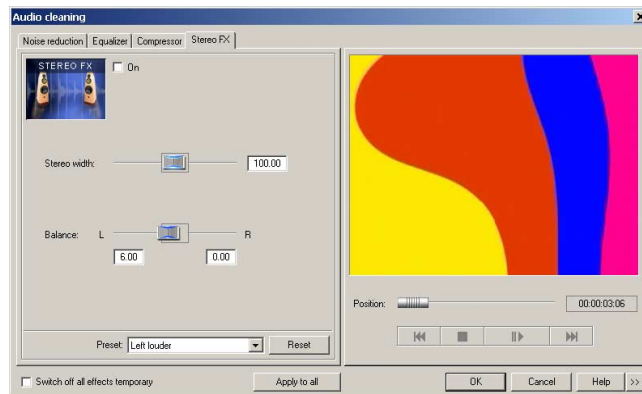 Audio cleaning
Noise reduction Equalizer Compressor Stereo FX
STEREO FX
On
Stereo width: 100.00
Balance: L R
6.00 0.00
Position: 00:00:03:06
Preset: Left louder Reset
Switch off all effects temporary Apply to all OK Cancel Help >>